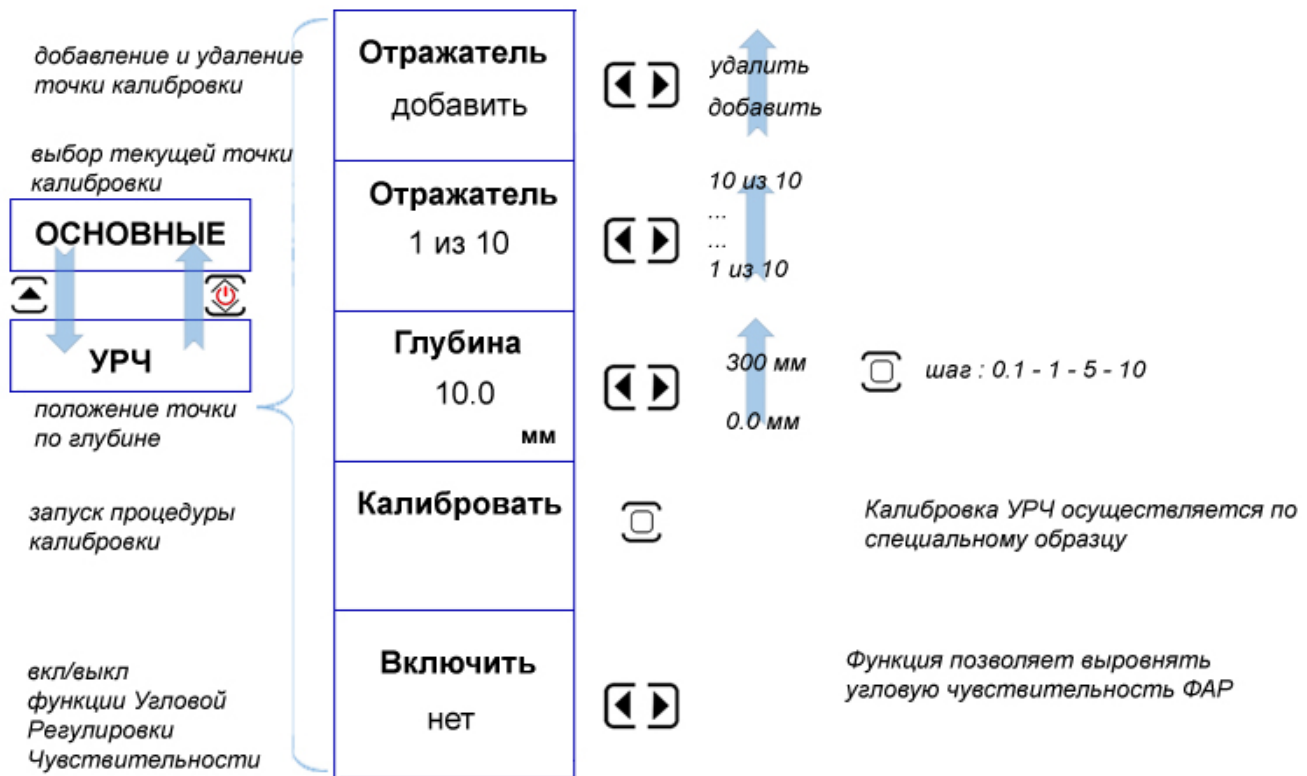 добавление и удаление
точки калибровки
Отражатель
добавить
удалить
добавить
выбор текущей точки
калибровки
Отражатель
1 из 10
10 из 10
...
...
1 из 10
ОСНОВНЫЕ
УРЧ
положение точки
по глубине
Глубина
10.0
мм
300 мм
0.0 мм
шаг : 0.1 - 1 - 5 - 10
запуск процедуры
калибровки
Калибровать
Калибровка УРЧ осуществляется по
специальному образцу
вкл/выкл
функции Угловой
Регулировки
Чувствительности
Включить
нет
Функция позволяет выровнять
угловую чувствительность ФАР